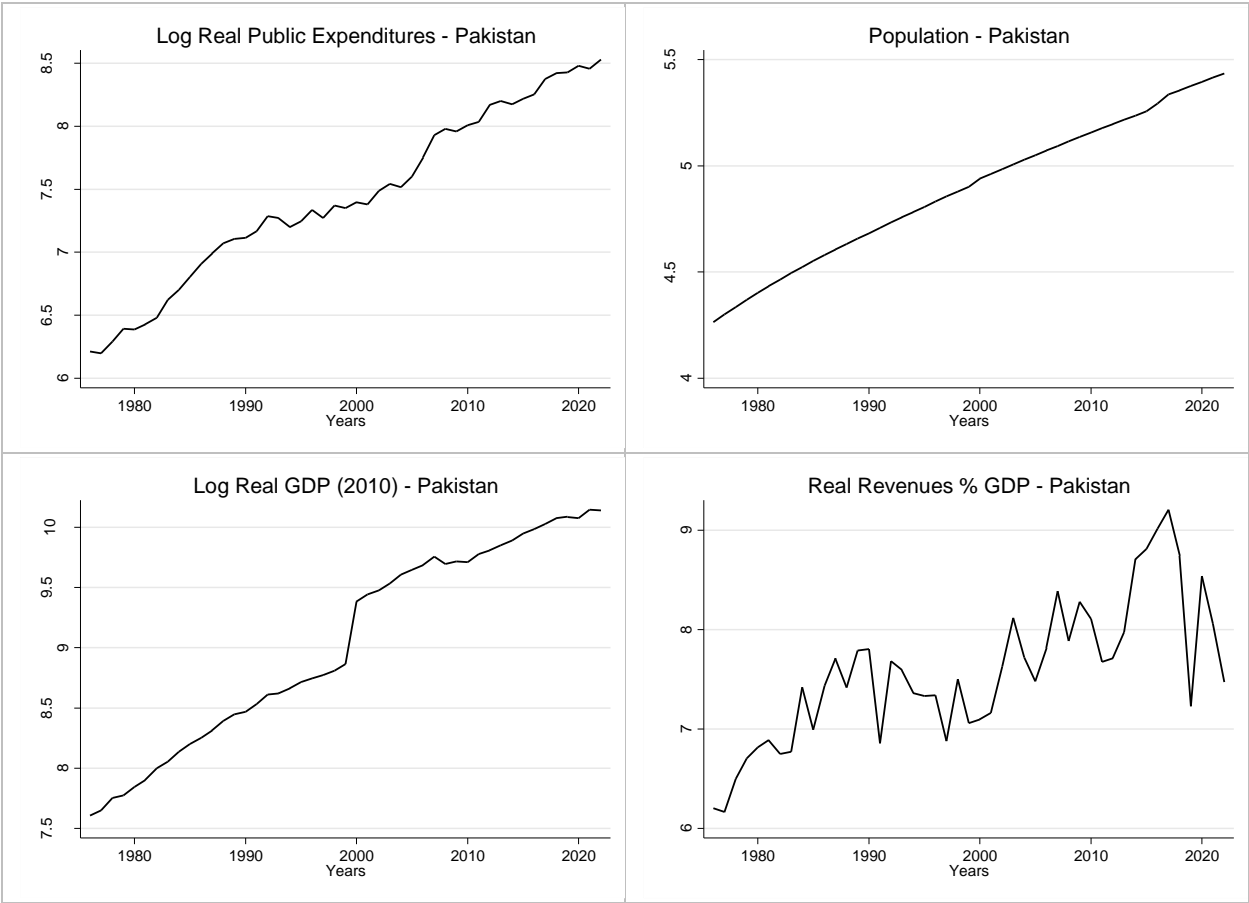 Log Real Public Expenditures - Pakistan
8.5
8
7.5
7
6.5
6
1980 1990 2000 2010 2020
Years
Population - Pakistan
5.5
5
4.5
4
1980 1990 2000 2010 2020
Years
Log Real GDP (2010) - Pakistan
10
9.5
9
8.5
8
7.5
1980 1990 2000 2010 2020
Years
Real Revenues % GDP - Pakistan
9
8
7
6
1980 1990 2000 2010 2020
Years